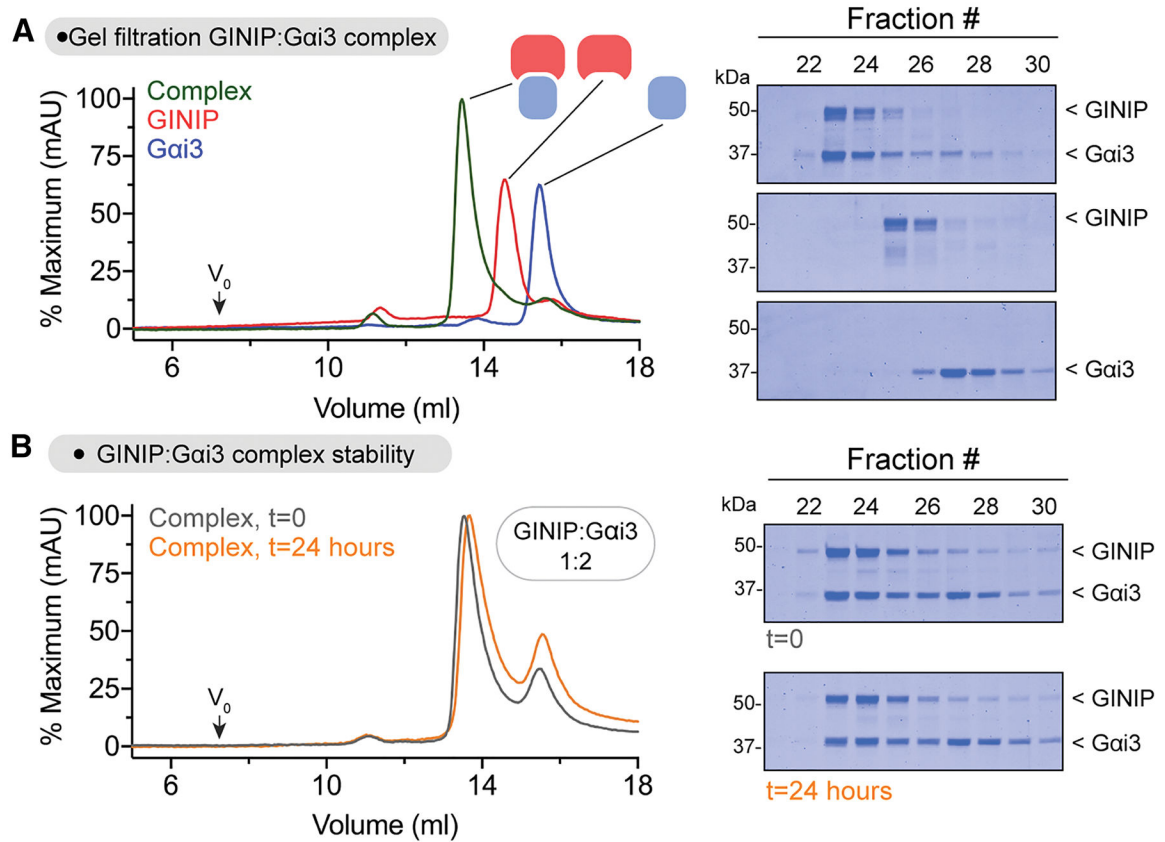 A
●Gel filtration GINIP:Gαi3 complex
Complex
GINIP
Gαi3
100
75
50
25
0
% Maximum (mAU)
V0
6 10 14 18
Volume (ml)
Fraction #
kDa
22 24 26 28 30
50-
37-
< GINIP
< Gαi3
50-
37-
< GINIP
50-
37-
< Gαi3
B
● GINIP:Gαi3 complex stability
Complex, t=0
Complex, t=24 hours
GINIP:Gαi3
1:2
100
75
50
25
0
% Maximum (mAU)
V0
6 10 14 18
Volume (ml)
Fraction #
kDa
22 24 26 28 30
50-
37-
< GINIP
< Gαi3
t=0
50-
37-
< GINIP
< Gαi3
t=24 hours